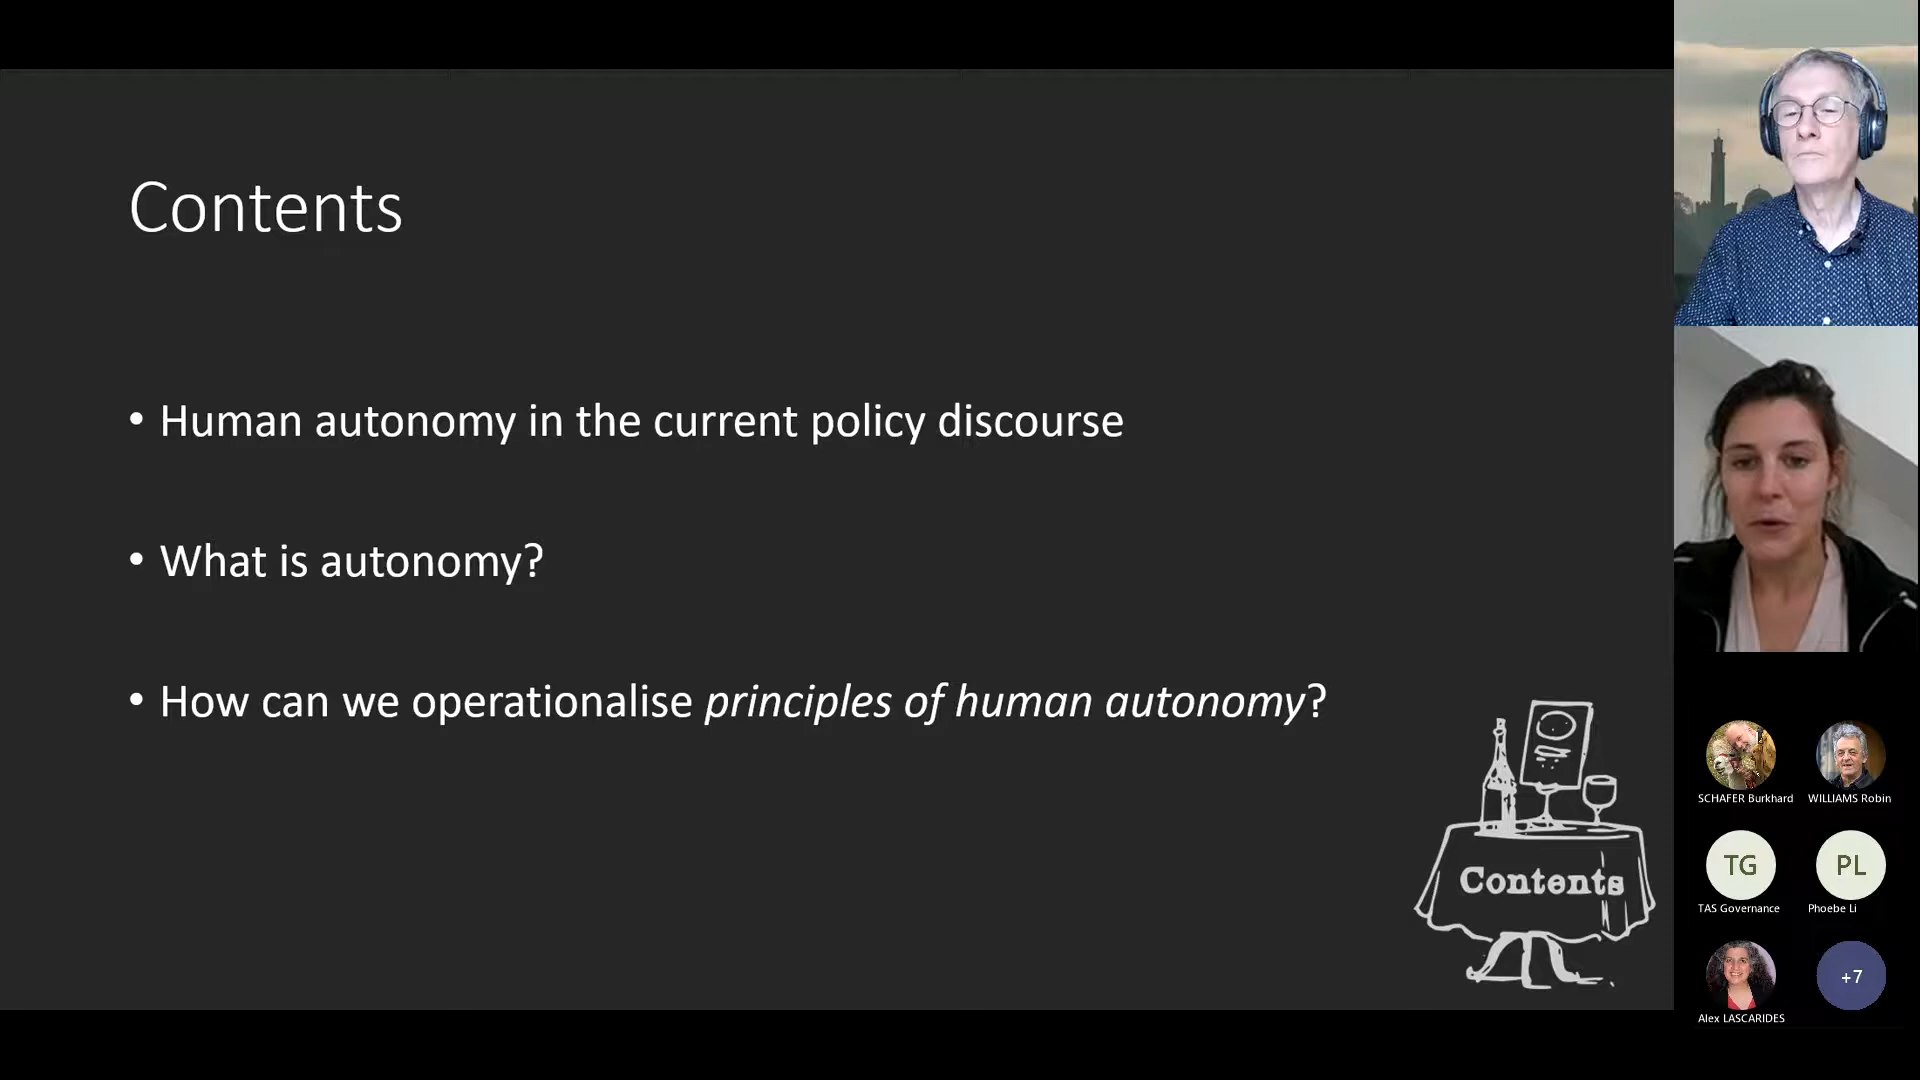 Contents
• Human autonomy in the current policy discourse
• What is autonomy?
• How can we operationalise principles of human autonomy?
Contents
SCHAFER Burkhard
WILLIAMS Robin
TG
PL
TAS Governance
Phoebe Li
+7
Alex LASCARIDES